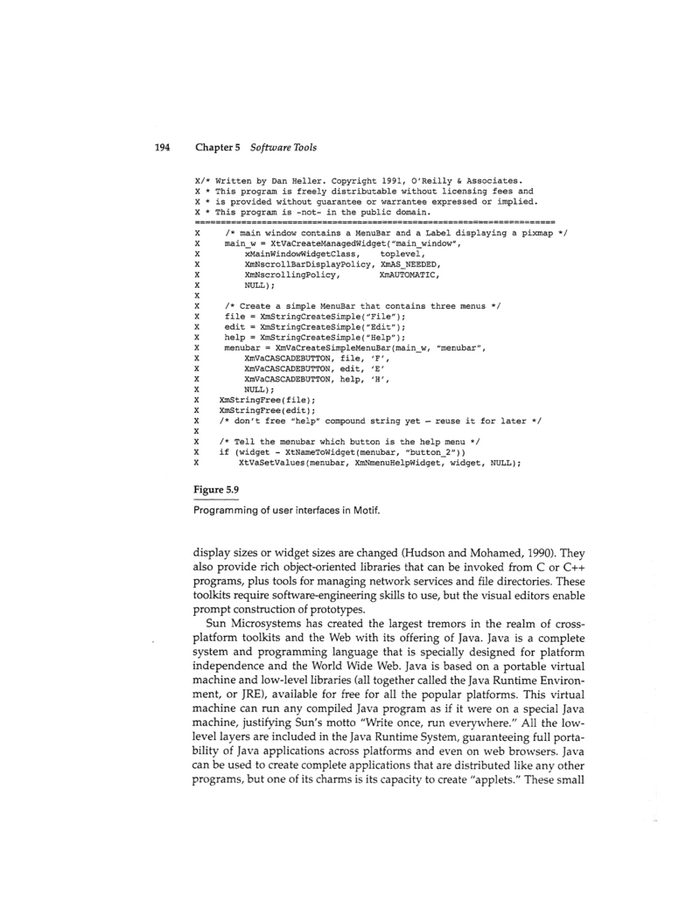 194 Chapter 5 Software Tools
X/* Written by Dan Heller. Copyright 1991, O'Reilly & Associates.
X * This program is freely distributable without licensing fees and
X * is provided without guarantee or warrantee expressed or implied.
X * This program is -not- in the public domain.
======================================================================
X /* main window contains a MenuBar and a Label displaying a pixmap */
X main_w = XtVaCreateManagedWidget("main_window",
X xMainWindowWidgetClass, toplevel,
X XmNscrollBarDisplayPolicy, XmAS_NEEDED,
X XmNscrollingPolicy, XmAUTOMATIC,
X NULL);
X
X /* Create a simple MenuBar that contains three menus */
X file = XmStringCreateSimple("File");
X edit = XmStringCreateSimple("Edit");
X help = XmStringCreateSimple("Help");
X menubar = XmVaCreateSimpleMenuBar(main_w, "menubar",
X XmVaCASCADEBUTTON, file, 'F',
X XmVaCASCADEBUTTON, edit, 'E'
X XmVaCASCADEBUTTON, help, 'H',
X NULL);
X XmStringFree(file);
X XmStringFree(edit);
X /* don't free "help" compound string yet – reuse it for later */
X
X /* Tell the menubar which button is the help menu */
X if (widget - XtNameToWidget(menubar, "button_2"))
X XtVaSetValues(menubar, XmNmenuHelpWidget, widget, NULL);
Figure 5.9
Programming of user interfaces in Motif.
display sizes or widget sizes are changed (Hudson and Mohamed, 1990). They
also provide rich object-oriented libraries that can be invoked from C or C++
programs, plus tools for managing network services and file directories. These
toolkits require software-engineering skills to use, but the visual editors enable
prompt construction of prototypes.
Sun Microsystems has created the largest tremors in the realm of cross-
platform toolkits and the Web with its offering of Java. Java is a complete
system and programming language that is specially designed for platform
independence and the World Wide Web. Java is based on a portable virtual
machine and low-level libraries (all together called the Java Runtime Environ-
ment, or JRE), available for free for all the popular platforms. This virtual
machine can run any compiled Java program as if it were on a special Java
machine, justifying Sun's motto "Write once, run everywhere." All the low-
level layers are included in the Java Runtime System, guaranteeing full porta-
bility of Java applications across platforms and even on web browsers. Java
can be used to create complete applications that are distributed like any other
programs, but one of its charms is its capacity to create "applets." These small